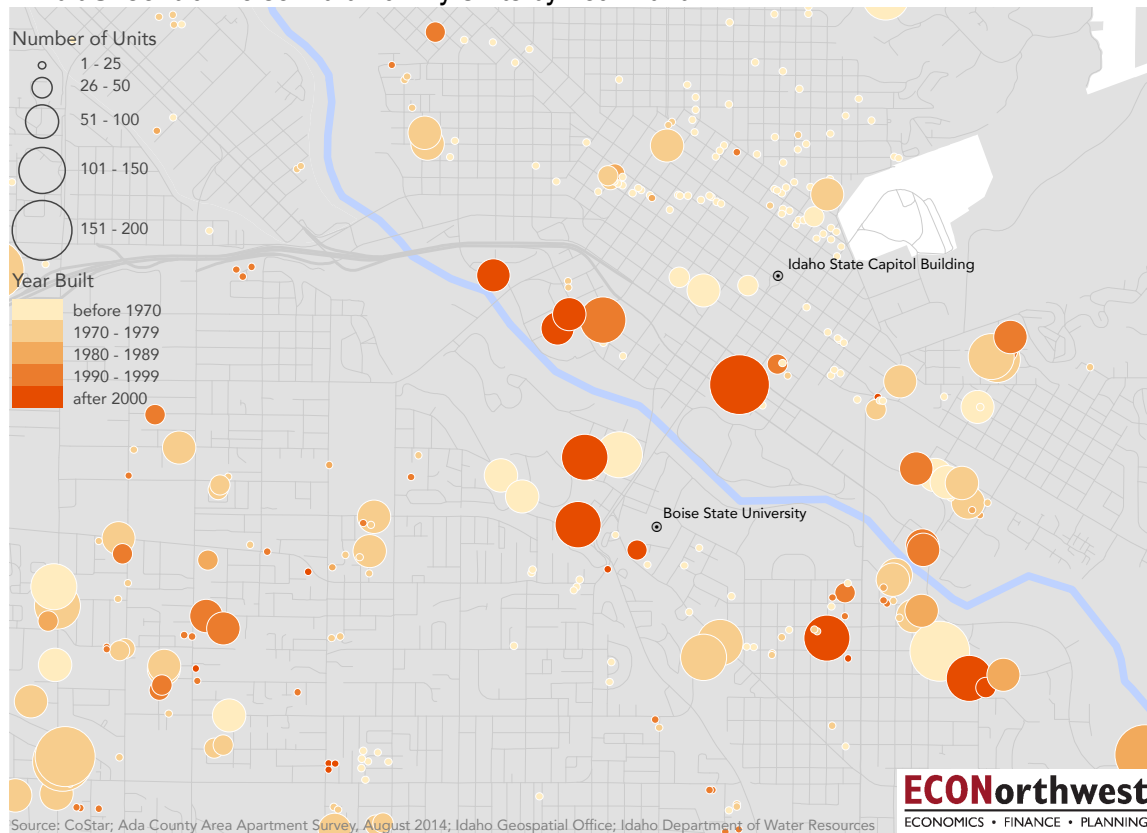 Number of Units
1 - 25
26 - 50
51 - 100
101 - 150
151 - 200
Year Built
before 1970
1970 - 1979
1980 - 1989
1990 - 1999
after 2000
Idaho State Capitol Building
Boise State University
ECONorthwest
ECONOMICS • FINANCE • PLANNING
Source: CoStar; Ada County Area Apartment Survey, August 2014; Idaho Geospatial Office; Idaho Department of Water Resources